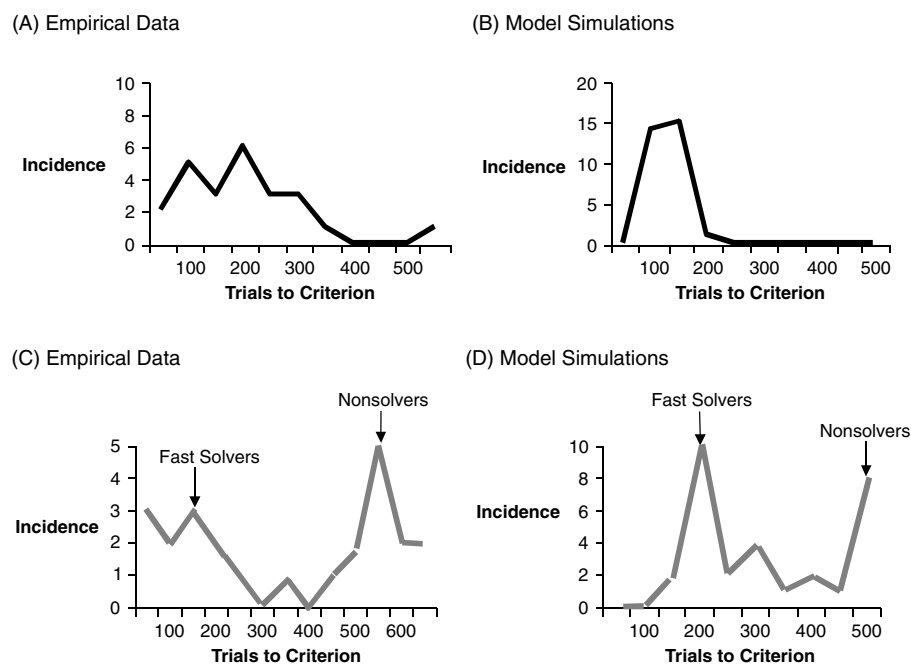 (A) Empirical Data
10
8
6
4
2
0
Incidence
100 200 300 400 500
Trials to Criterion
(B) Model Simulations
20
15
10
5
0
Incidence
100 200 300 400 500
Trials to Criterion
(C) Empirical Data
Nonsolvers
Fast Solvers
5
4
3
2
1
0
Incidence
100 200 300 400 500 600
Trials to Criterion
(D) Model Simulations
Fast Solvers
Nonsolvers
10
8
6
4
2
0
Incidence
100 200 300 400 500
Trials to Criterion